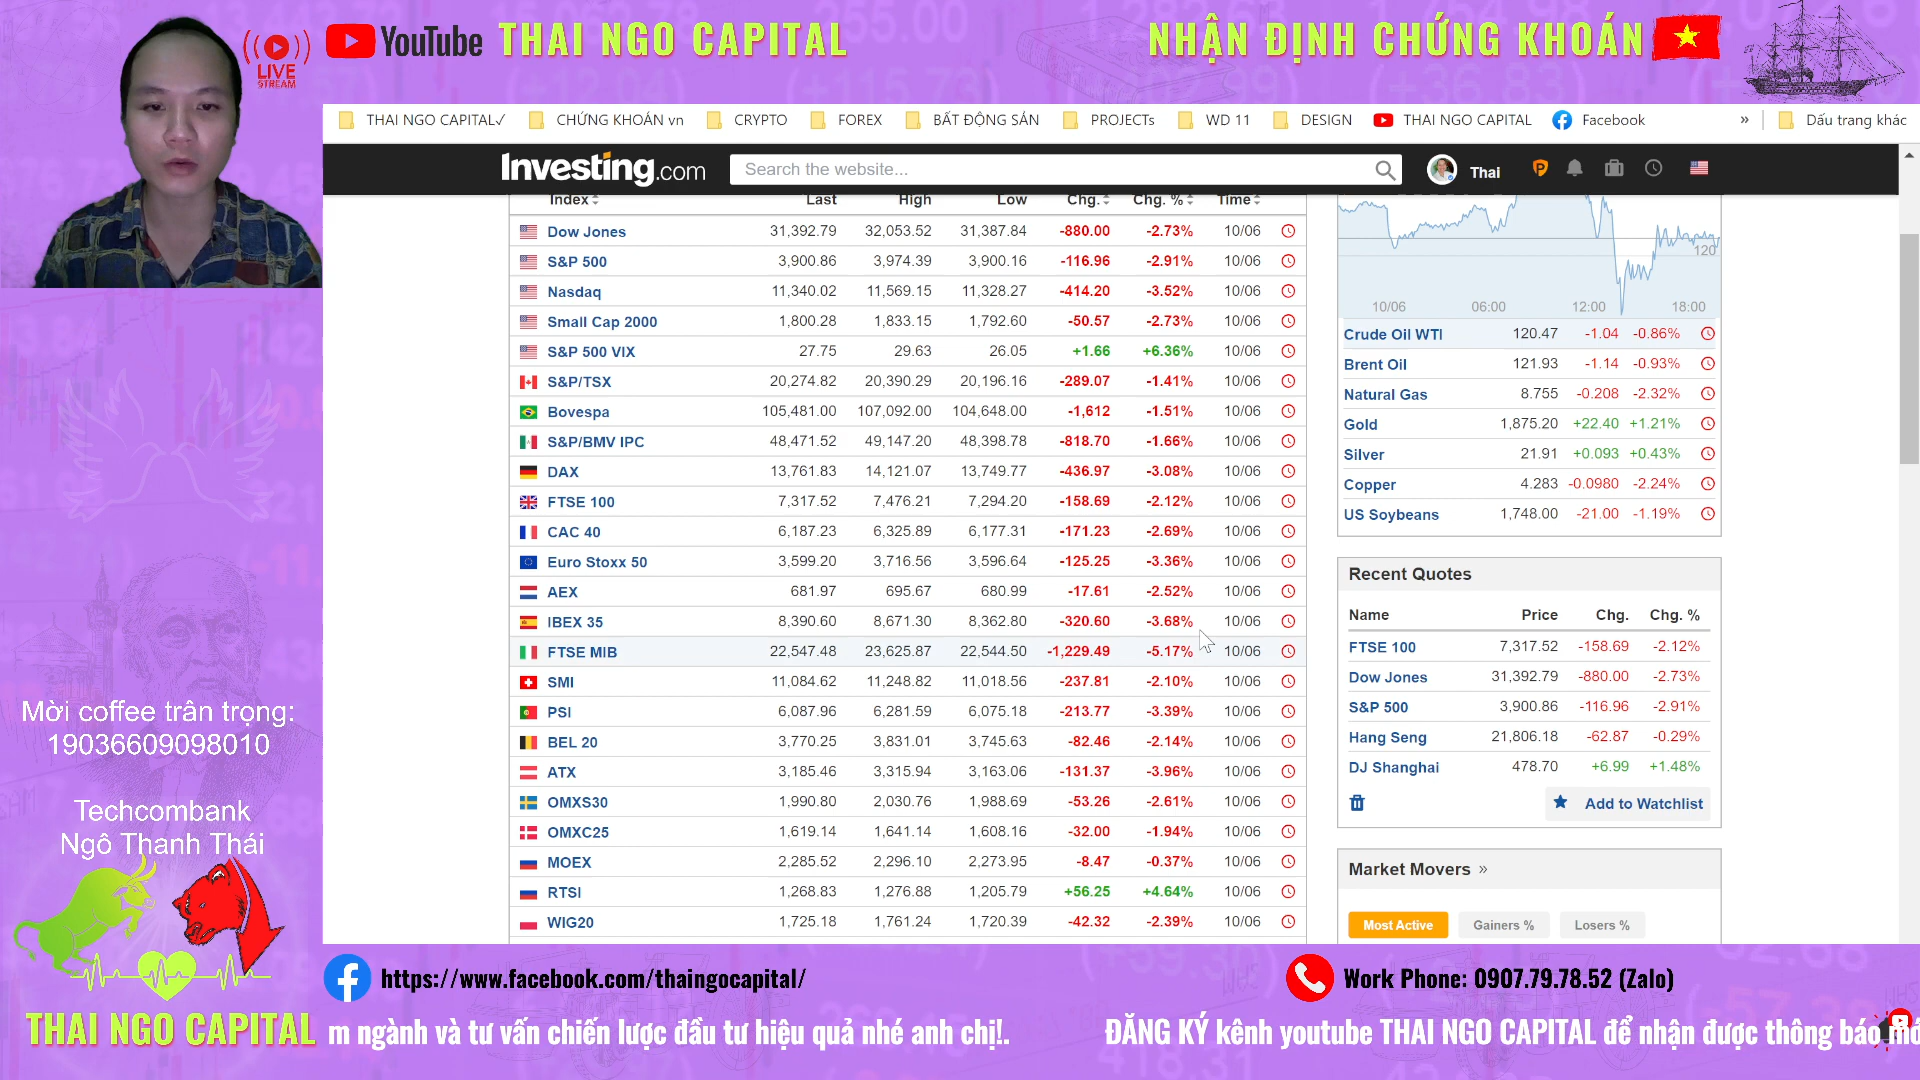 LIVE
STREAM
YouTube THAI NGO CAPITAL
NHẬN ĐỊNH CHỨNG KHOÁN
THAI NGO CAPITAL✓ CHỨNG KHOÁN vn CRYPTO FOREX BẤT ĐỘNG SẢN PROJECTs WD 11 DESIGN THAI NGO CAPITAL Facebook » Dấu trang khác
Investing.com Search the website... Thai
Index Last High Low Chg. Chg. % Time
Dow Jones 31,392.79 32,053.52 31,387.84 -880.00 -2.73% 10/06
S&P 500 3,900.86 3,974.39 3,900.16 -116.96 -2.91% 10/06
Nasdaq 11,340.02 11,569.15 11,328.27 -414.20 -3.52% 10/06
Small Cap 2000 1,800.28 1,833.15 1,792.60 -50.57 -2.73% 10/06
S&P 500 VIX 27.75 29.63 26.05 +1.66 +6.36% 10/06
S&P/TSX 20,274.82 20,390.29 20,196.16 -289.07 -1.41% 10/06
Bovespa 105,481.00 107,092.00 104,648.00 -1,612 -1.51% 10/06
S&P/BMV IPC 48,471.52 49,147.20 48,398.78 -818.70 -1.66% 10/06
DAX 13,761.83 14,121.07 13,749.77 -436.97 -3.08% 10/06
FTSE 100 7,317.52 7,476.21 7,294.20 -158.69 -2.12% 10/06
CAC 40 6,187.23 6,325.89 6,177.31 -171.23 -2.69% 10/06
Euro Stoxx 50 3,599.20 3,716.56 3,596.64 -125.25 -3.36% 10/06
AEX 681.97 695.67 680.99 -17.61 -2.52% 10/06
IBEX 35 8,390.60 8,671.30 8,362.80 -320.60 -3.68% 10/06
FTSE MIB 22,547.48 23,625.87 22,544.50 -1,229.49 -5.17% 10/06
SMI 11,084.62 11,248.82 11,018.56 -237.81 -2.10% 10/06
PSI 6,087.96 6,281.59 6,075.18 -213.77 -3.39% 10/06
BEL 20 3,770.25 3,831.01 3,745.63 -82.46 -2.14% 10/06
ATX 3,185.46 3,315.94 3,163.06 -131.37 -3.96% 10/06
OMXS30 1,990.80 2,030.76 1,988.69 -53.26 -2.61% 10/06
OMXC25 1,619.14 1,641.14 1,608.16 -32.00 -1.94% 10/06
MOEX 2,285.52 2,296.10 2,273.95 -8.47 -0.37% 10/06
RTSI 1,268.83 1,276.88 1,205.79 +56.25 +4.64% 10/06
WIG20 1,725.18 1,761.24 1,720.39 -42.32 -2.39% 10/06
120
10/06 06:00 12:00 18:00
Crude Oil WTI 120.47 -1.04 -0.86%
Brent Oil 121.93 -1.14 -0.93%
Natural Gas 8.755 -0.208 -2.32%
Gold 1,875.20 +22.40 +1.21%
Silver 21.91 +0.093 +0.43%
Copper 4.283 -0.0980 -2.24%
US Soybeans 1,748.00 -21.00 -1.19%
Recent Quotes
Name Price Chg. Chg. %
FTSE 100 7,317.52 -158.69 -2.12%
Dow Jones 31,392.79 -880.00 -2.73%
S&P 500 3,900.86 -116.96 -2.91%
Hang Seng 21,806.18 -62.87 -0.29%
DJ Shanghai 478.70 +6.99 +1.48%
Add to Watchlist
Market Movers »
Most Active Gainers % Losers %
Mời coffee trân trọng:
19036609098010
Techcombank
Ngô Thanh Thái
https://www.facebook.com/thaingocapital/
Work Phone: 0907.79.78.52 (Zalo)
THAI NGO CAPITAL
m ngành và tư vấn chiến lược đầu tư hiệu quả nhé anh chị!. ĐĂNG KÝ kênh youtube THAI NGO CAPITAL để nhận được thông báo